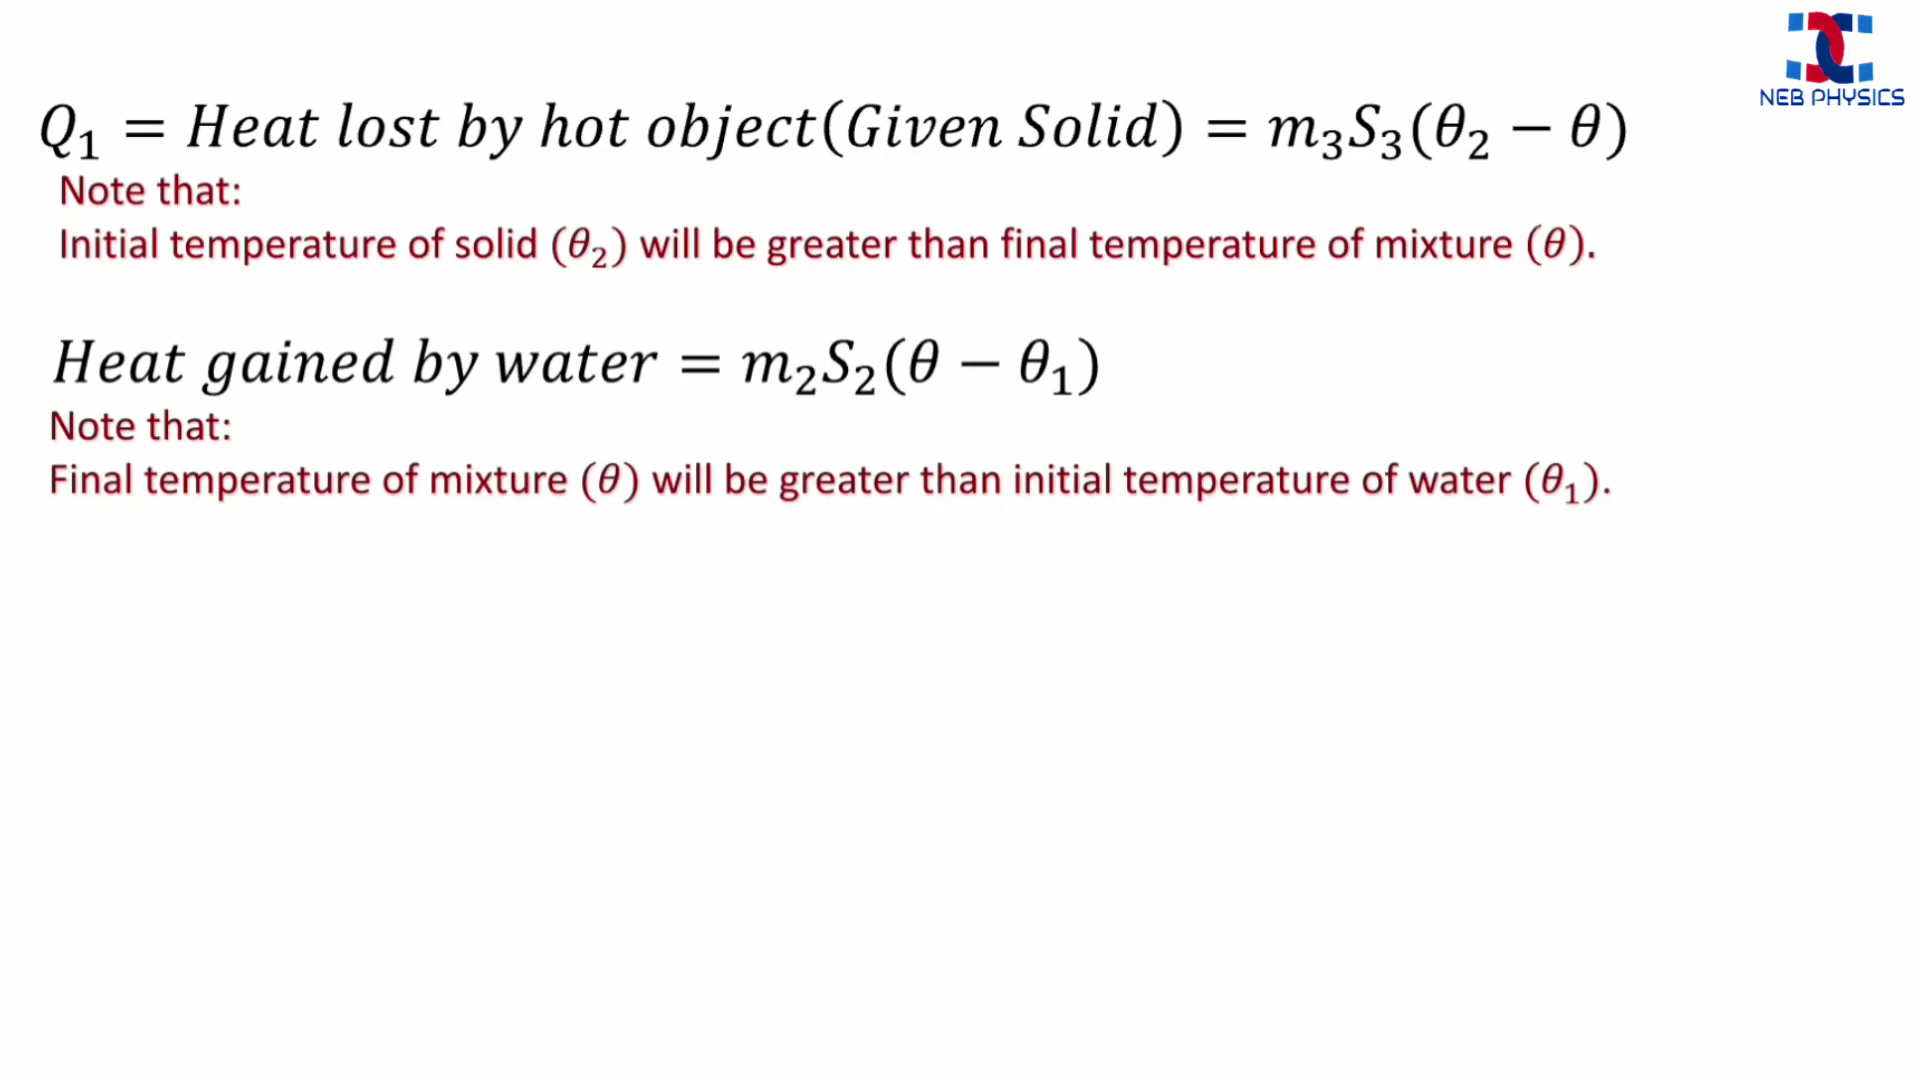 NEB PHYSICS
Q₁ = Heat lost by hot object(Given Solid) = m₃S₃(θ₂ − θ)
Note that:
Initial temperature of solid (θ₂) will be greater than final temperature of mixture (θ).
Heat gained by water = m₂S₂(θ − θ₁)
Note that:
Final temperature of mixture (θ) will be greater than initial temperature of water (θ₁).